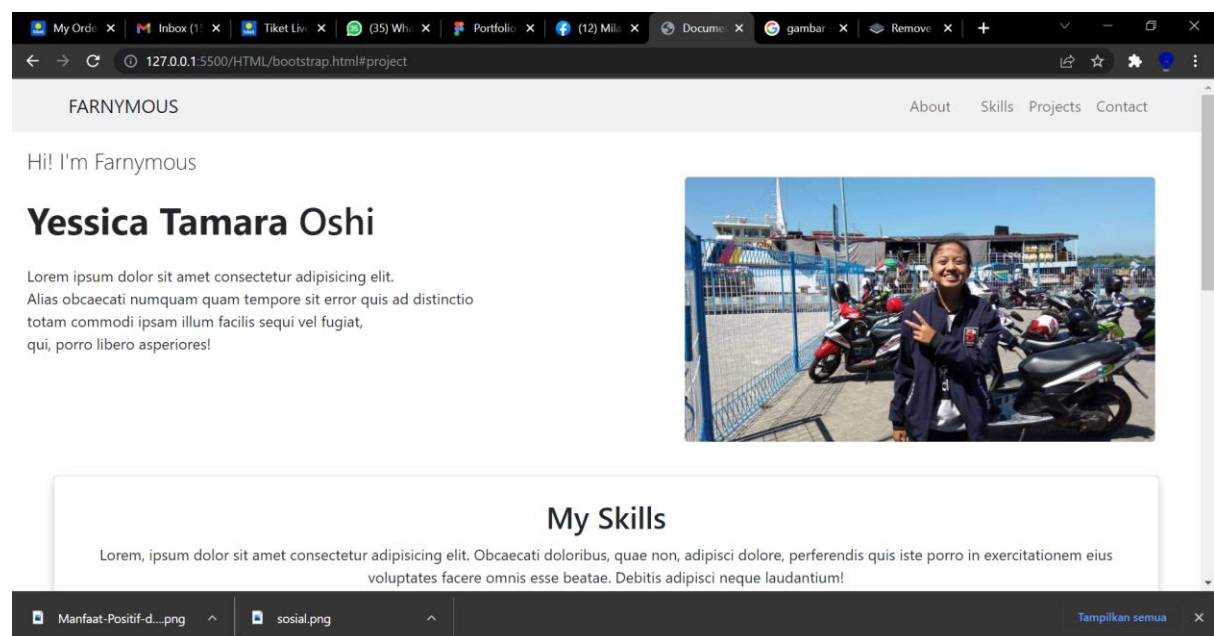 My Orde
Inbox (1
Tiket Live
(35) Wha
Portfolio
(12) Mila
Docume
gambar
Remove
127.0.0.1:5500/HTML/bootstrap.html#project
FARNYMOUS
About Skills Projects Contact
Hi! I'm Farnymous
Yessica Tamara Oshi
Lorem ipsum dolor sit amet consectetur adipisicing elit.
Alias obcaecati numquam quam tempore sit error quis ad distinctio
totam commodi ipsam illum facilis sequi vel fugiat,
qui, porro libero asperiores!
My Skills
Lorem, ipsum dolor sit amet consectetur adipisicing elit. Obcaecati doloribus, quae non, adipisci dolore, perferendis quis iste porro in exercitationem eius
voluptates facere omnis esse beatae. Debitis adipisci neque laudantium!
Manfaat-Positif-d....png
sosial.png
Tampilkan semua